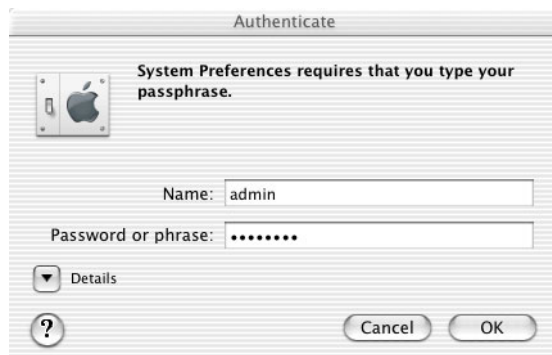 Authenticate
System Preferences requires that you type your
passphrase.
Name: admin
Password or phrase: ••••••••
Details
?
Cancel OK